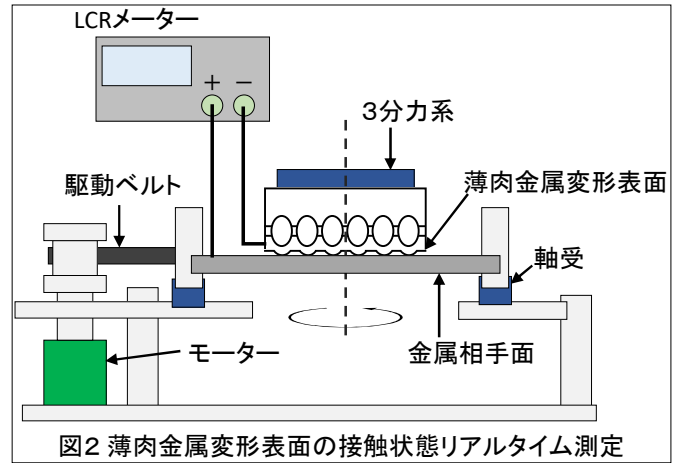 LCRメーター
+ −
3分力系
薄肉金属変形表面
駆動ベルト
軸受
モーター
金属相手面
図2 薄肉金属変形表面の接触状態リアルタイム測定